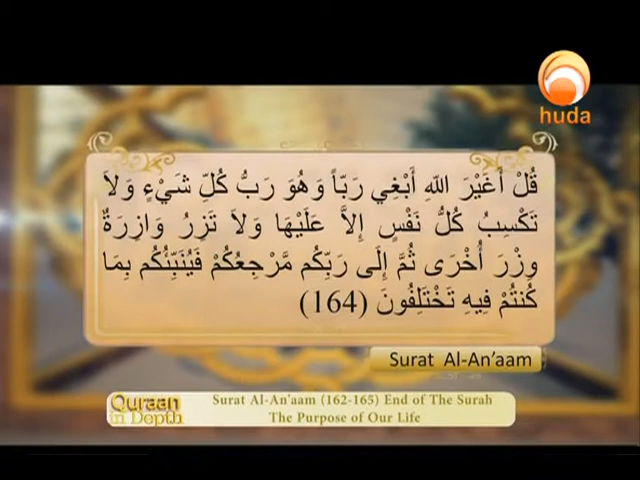 huda
قُلْ أَغَيْرَ اللّهِ أَبْغِي رَبّاً وَهُوَ رَبُّ كُلِّ شَيْءٍ وَلاَ
تَكْسِبُ كُلُّ نَفْسٍ إِلاَّ عَلَيْهَا وَلاَ تَزِرُ وَازِرَةٌ
وِزْرَ أُخْرَى ثُمَّ إِلَى رَبِّكُم مَّرْجِعُكُمْ فَيُنَبِّئُكُم بِمَا
كُنتُمْ فِيهِ تَخْتَلِفُونَ (164)
Surat Al-An’aam
Quraan
in Depth
Surat Al-An'aam (162-165) End of The Surah
The Purpose of Our Life